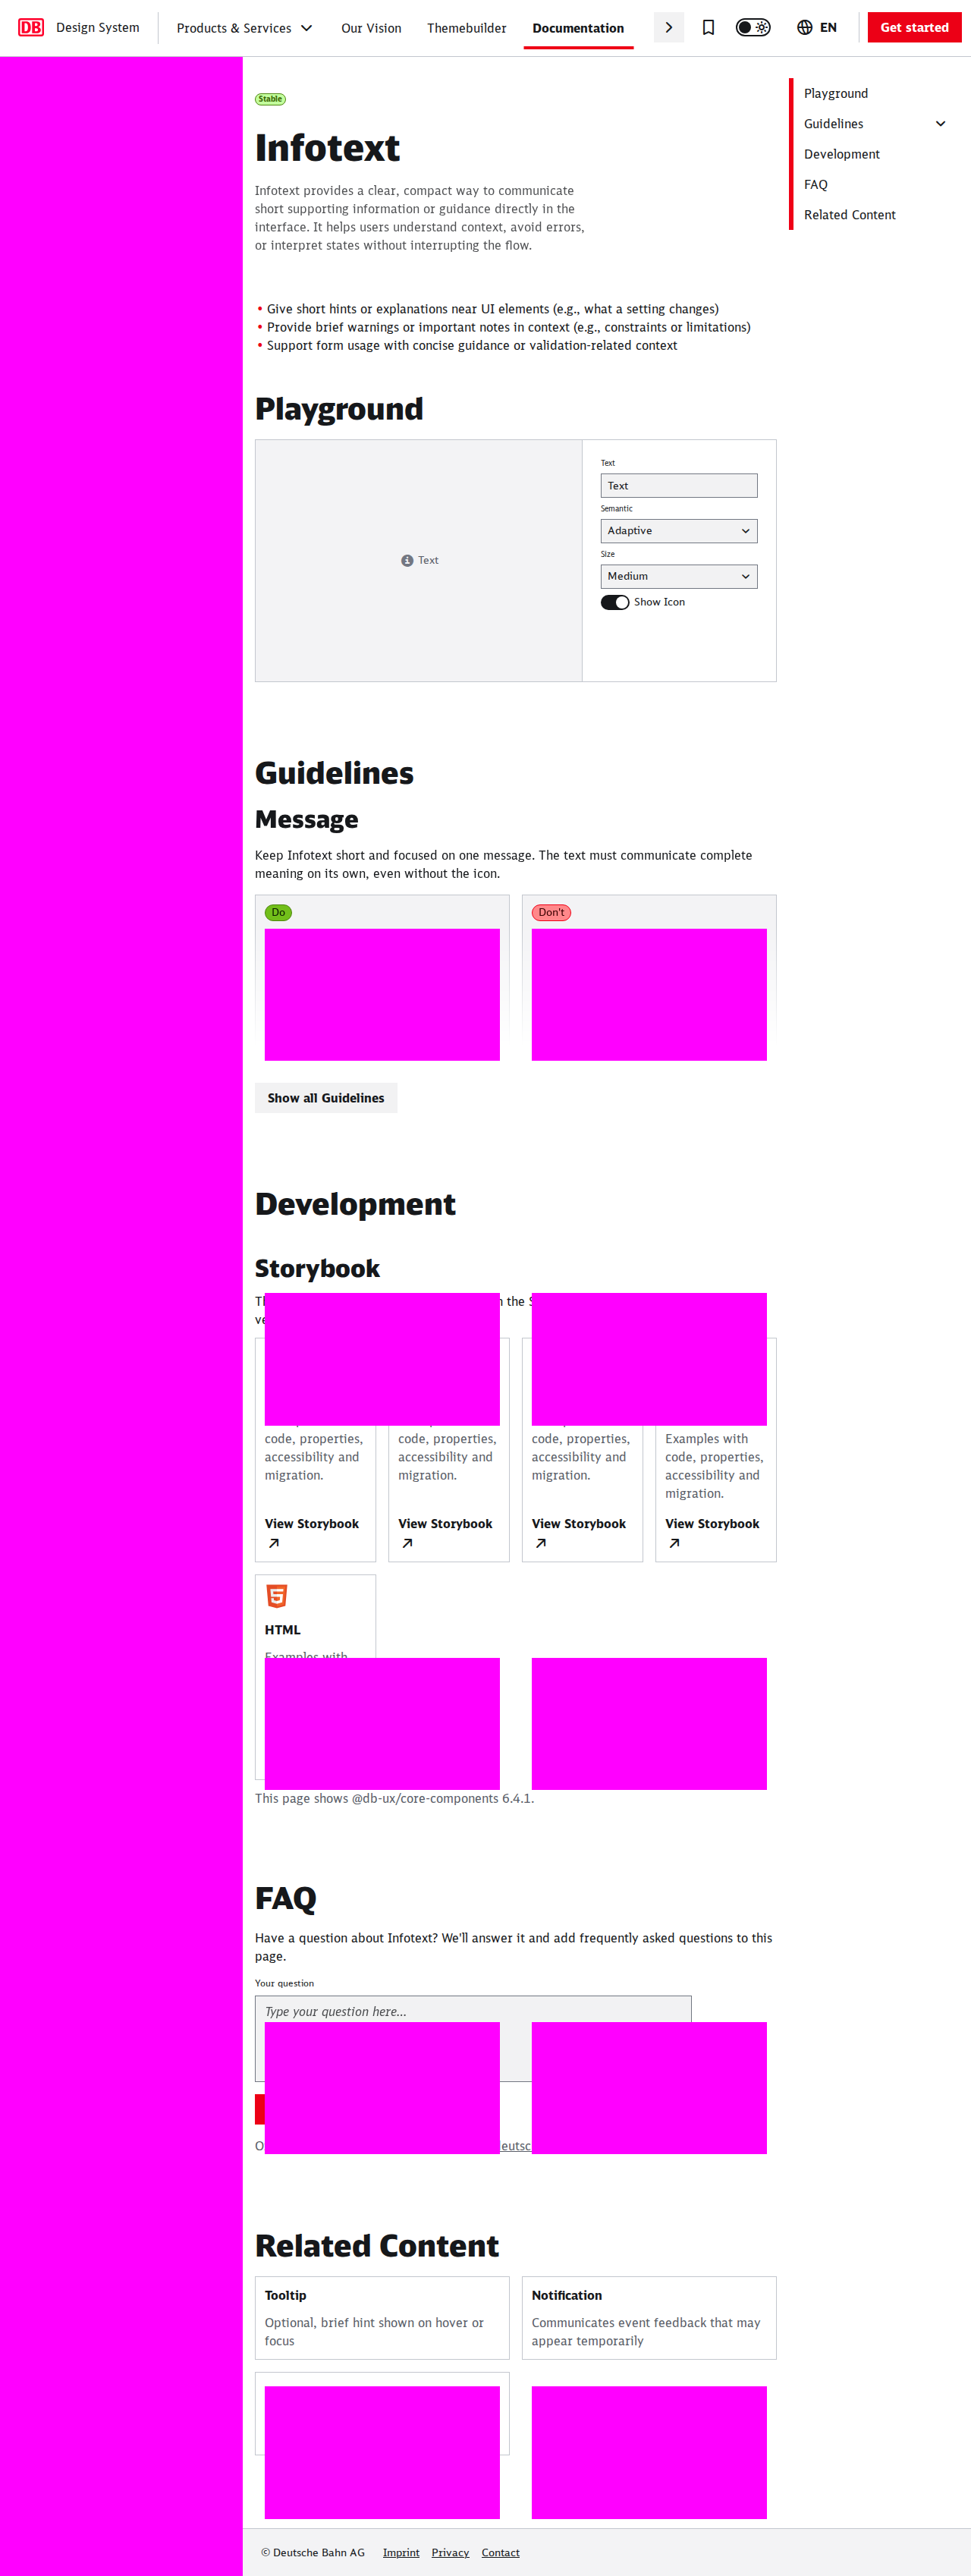 DB Design System Products & Services Our Vision Themebuilder Documentation EN Get started
Playground
Guidelines
Development
FAQ
Related Content
Stable
Infotext
Infotext provides a clear, compact way to communicate
short supporting information or guidance directly in the
interface. It helps users understand context, avoid errors,
or interpret states without interrupting the flow.
• Give short hints or explanations near UI elements (e.g., what a setting changes)
• Provide brief warnings or important notes in context (e.g., constraints or limitations)
• Support form usage with concise guidance or validation-related context
Playground
Text
Text
Text
Semantic
Adaptive
Size
Medium
Show Icon
Guidelines
Message
Keep Infotext short and focused on one message. The text must communicate complete
meaning on its own, even without the icon.
Do
Don't
Show all Guidelines
Development
Storybook
the
code, properties,
accessibility and
migration.
View Storybook
code, properties,
accessibility and
migration.
View Storybook
code, properties,
accessibility and
migration.
View Storybook
Examples with
code, properties,
accessibility and
migration.
View Storybook
HTML
Examples with
This page shows @db-ux/core-components 6.4.1.
FAQ
Have a question about Infotext? We'll answer it and add frequently asked questions to this
page.
Your question
Type your question here...
Related Content
Tooltip
Optional, brief hint shown on hover or
focus
Notification
Communicates event feedback that may
appear temporarily
© Deutsche Bahn AG Imprint Privacy Contact